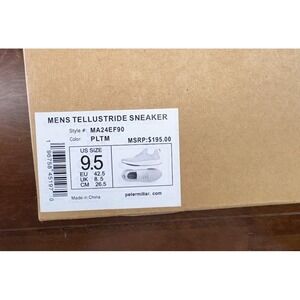 MENS TELLUSTRIDE SNEAKER
Style #: MA24EF90
Color: PLTM MSRP:$195.00
US SIZE
9.5
EU 42.5
UK 8.5
CM 26.5
Made in China
petermillar.com